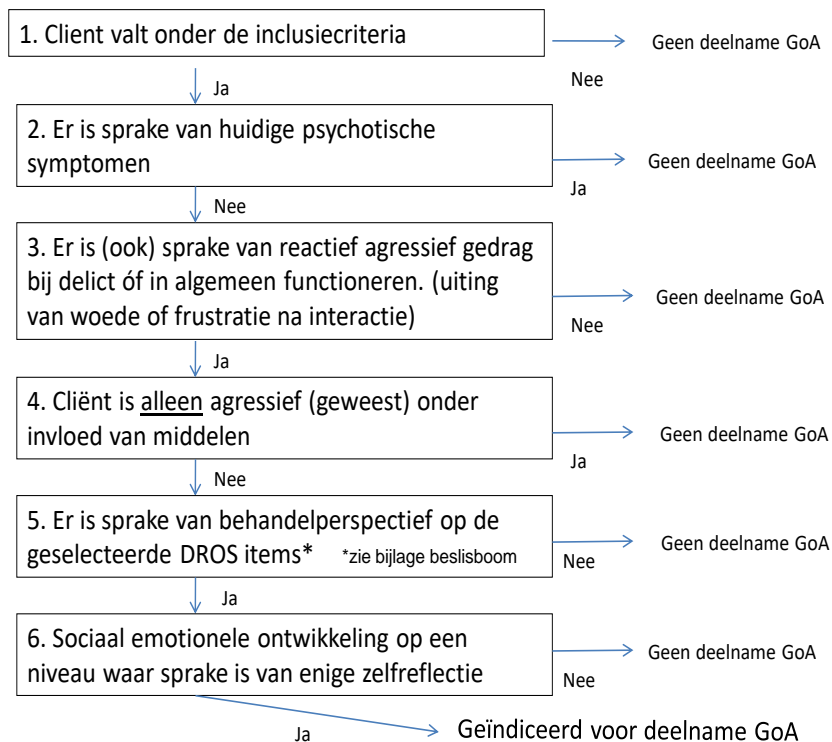 1. Client valt onder de inclusiecriteria
Geen deelname GoA
Nee
Ja
2. Er is sprake van huidige psychotische
symptomen
Geen deelname GoA
Ja
Nee
3. Er is (ook) sprake van reactief agressief gedrag
bij delict óf in algemeen functioneren. (uiting
van woede of frustratie na interactie)
Geen deelname GoA
Nee
Ja
4. Cliënt is alleen agressief (geweest) onder
invloed van middelen
Geen deelname GoA
Ja
Nee
5. Er is sprake van behandelperspectief op de
geselecteerde DROS items* *zie bijlage beslisboom
Geen deelname GoA
Nee
Ja
6. Sociaal emotionele ontwikkeling op een
niveau waar sprake is van enige zelfreflectie
Geen deelname GoA
Nee
Ja
Geïndiceerd voor deelname GoA